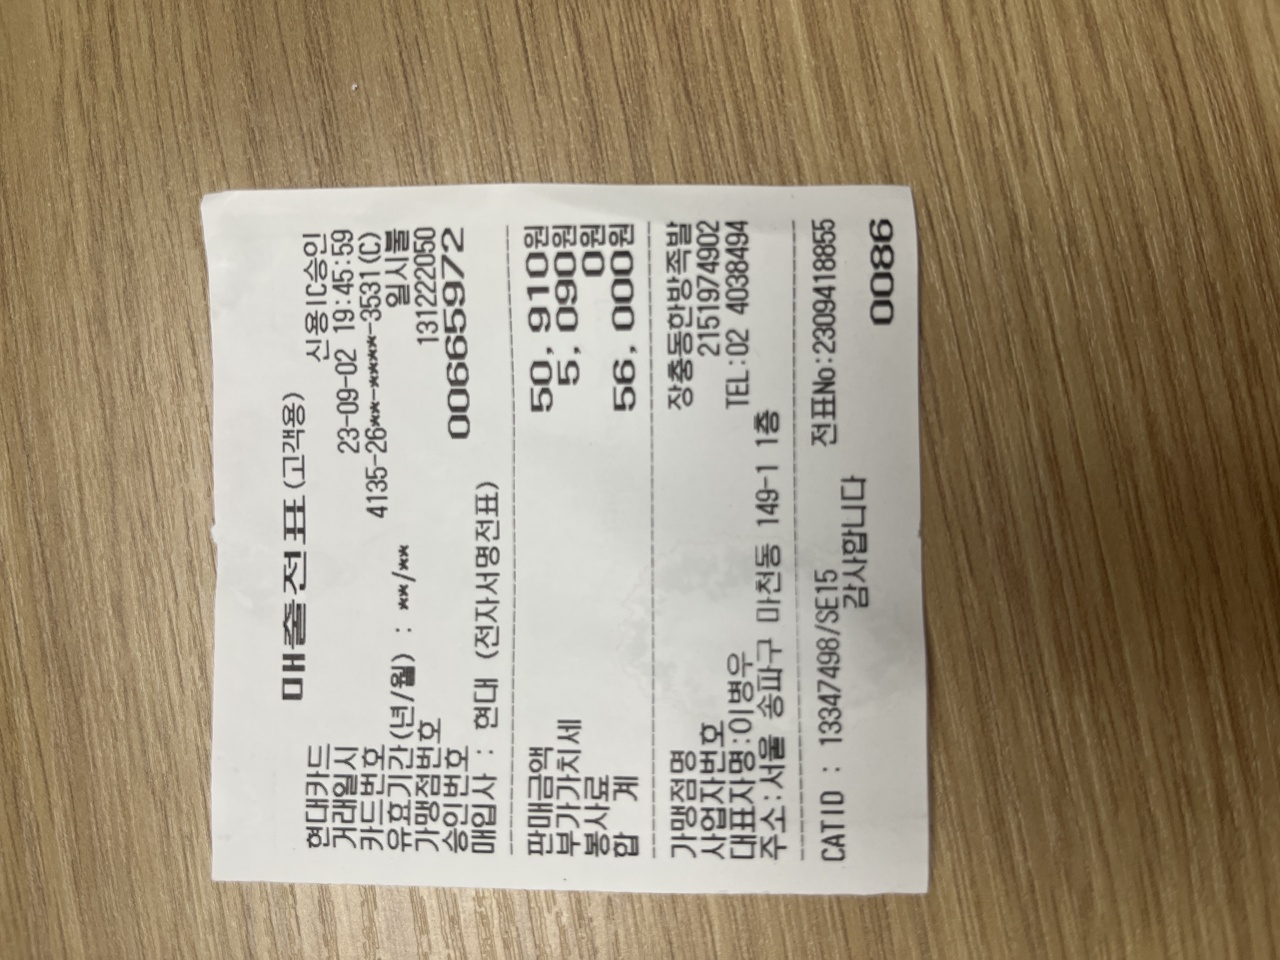 매출전표(고객용)
현대카드 신용IC승인
거래일시 23-09-02 19:45:59
카드번호 4135-26**-****-3531(C)
유효기간(년/월) : **/** 일시불
가맹점번호 131222050
승인번호 00665972
매입사 : 현대 (전자서명전표)
판매금액 50,910원
부가가치세 5,090원
봉사료 0원
합 계 56,000원
가맹점명 장충동한방족발
사업자번호 2151974902
대표자명:이병우 TEL:02 4038494
주소:서울 송파구 마천동 149-1 1층
CATID : 13347498/SE15 전표No:2309418855
감사합니다
0086